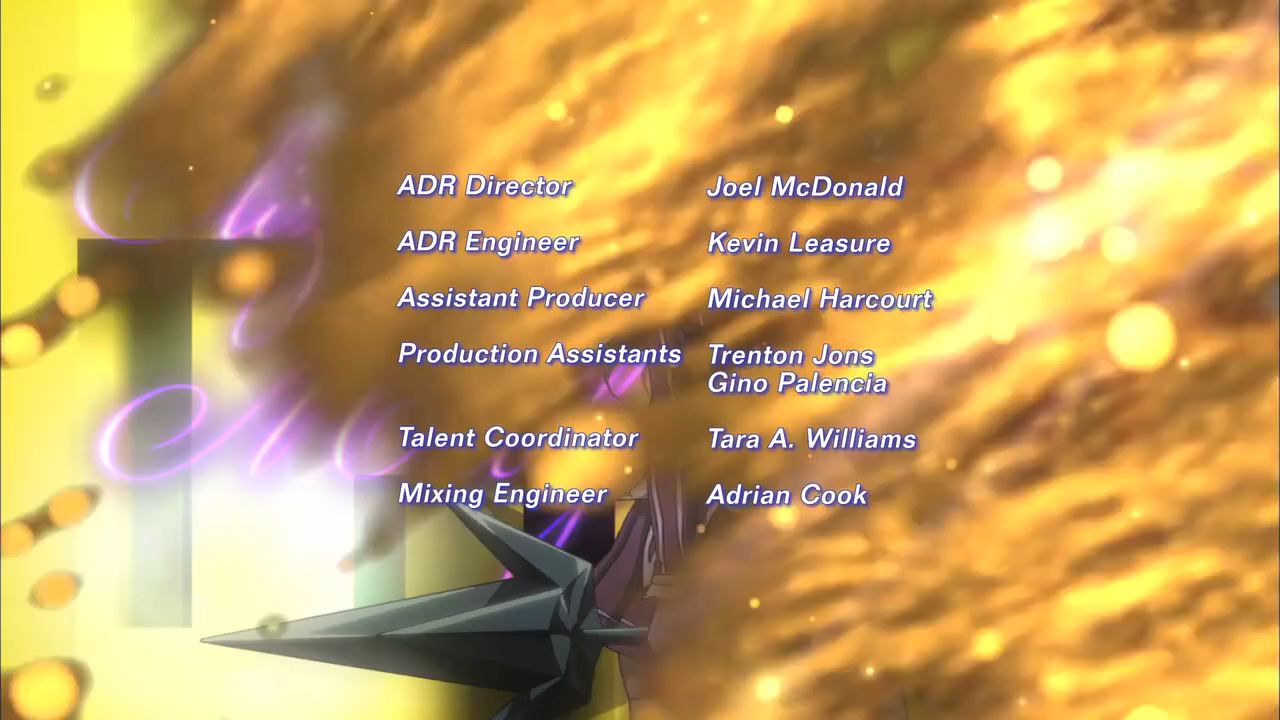 ADR Director Joel McDonald
ADR Engineer Kevin Leasure
Assistant Producer Michael Harcourt
Production Assistants Trenton Jons
Gino Palencia
Talent Coordinator Tara A. Williams
Mixing Engineer Adrian Cook